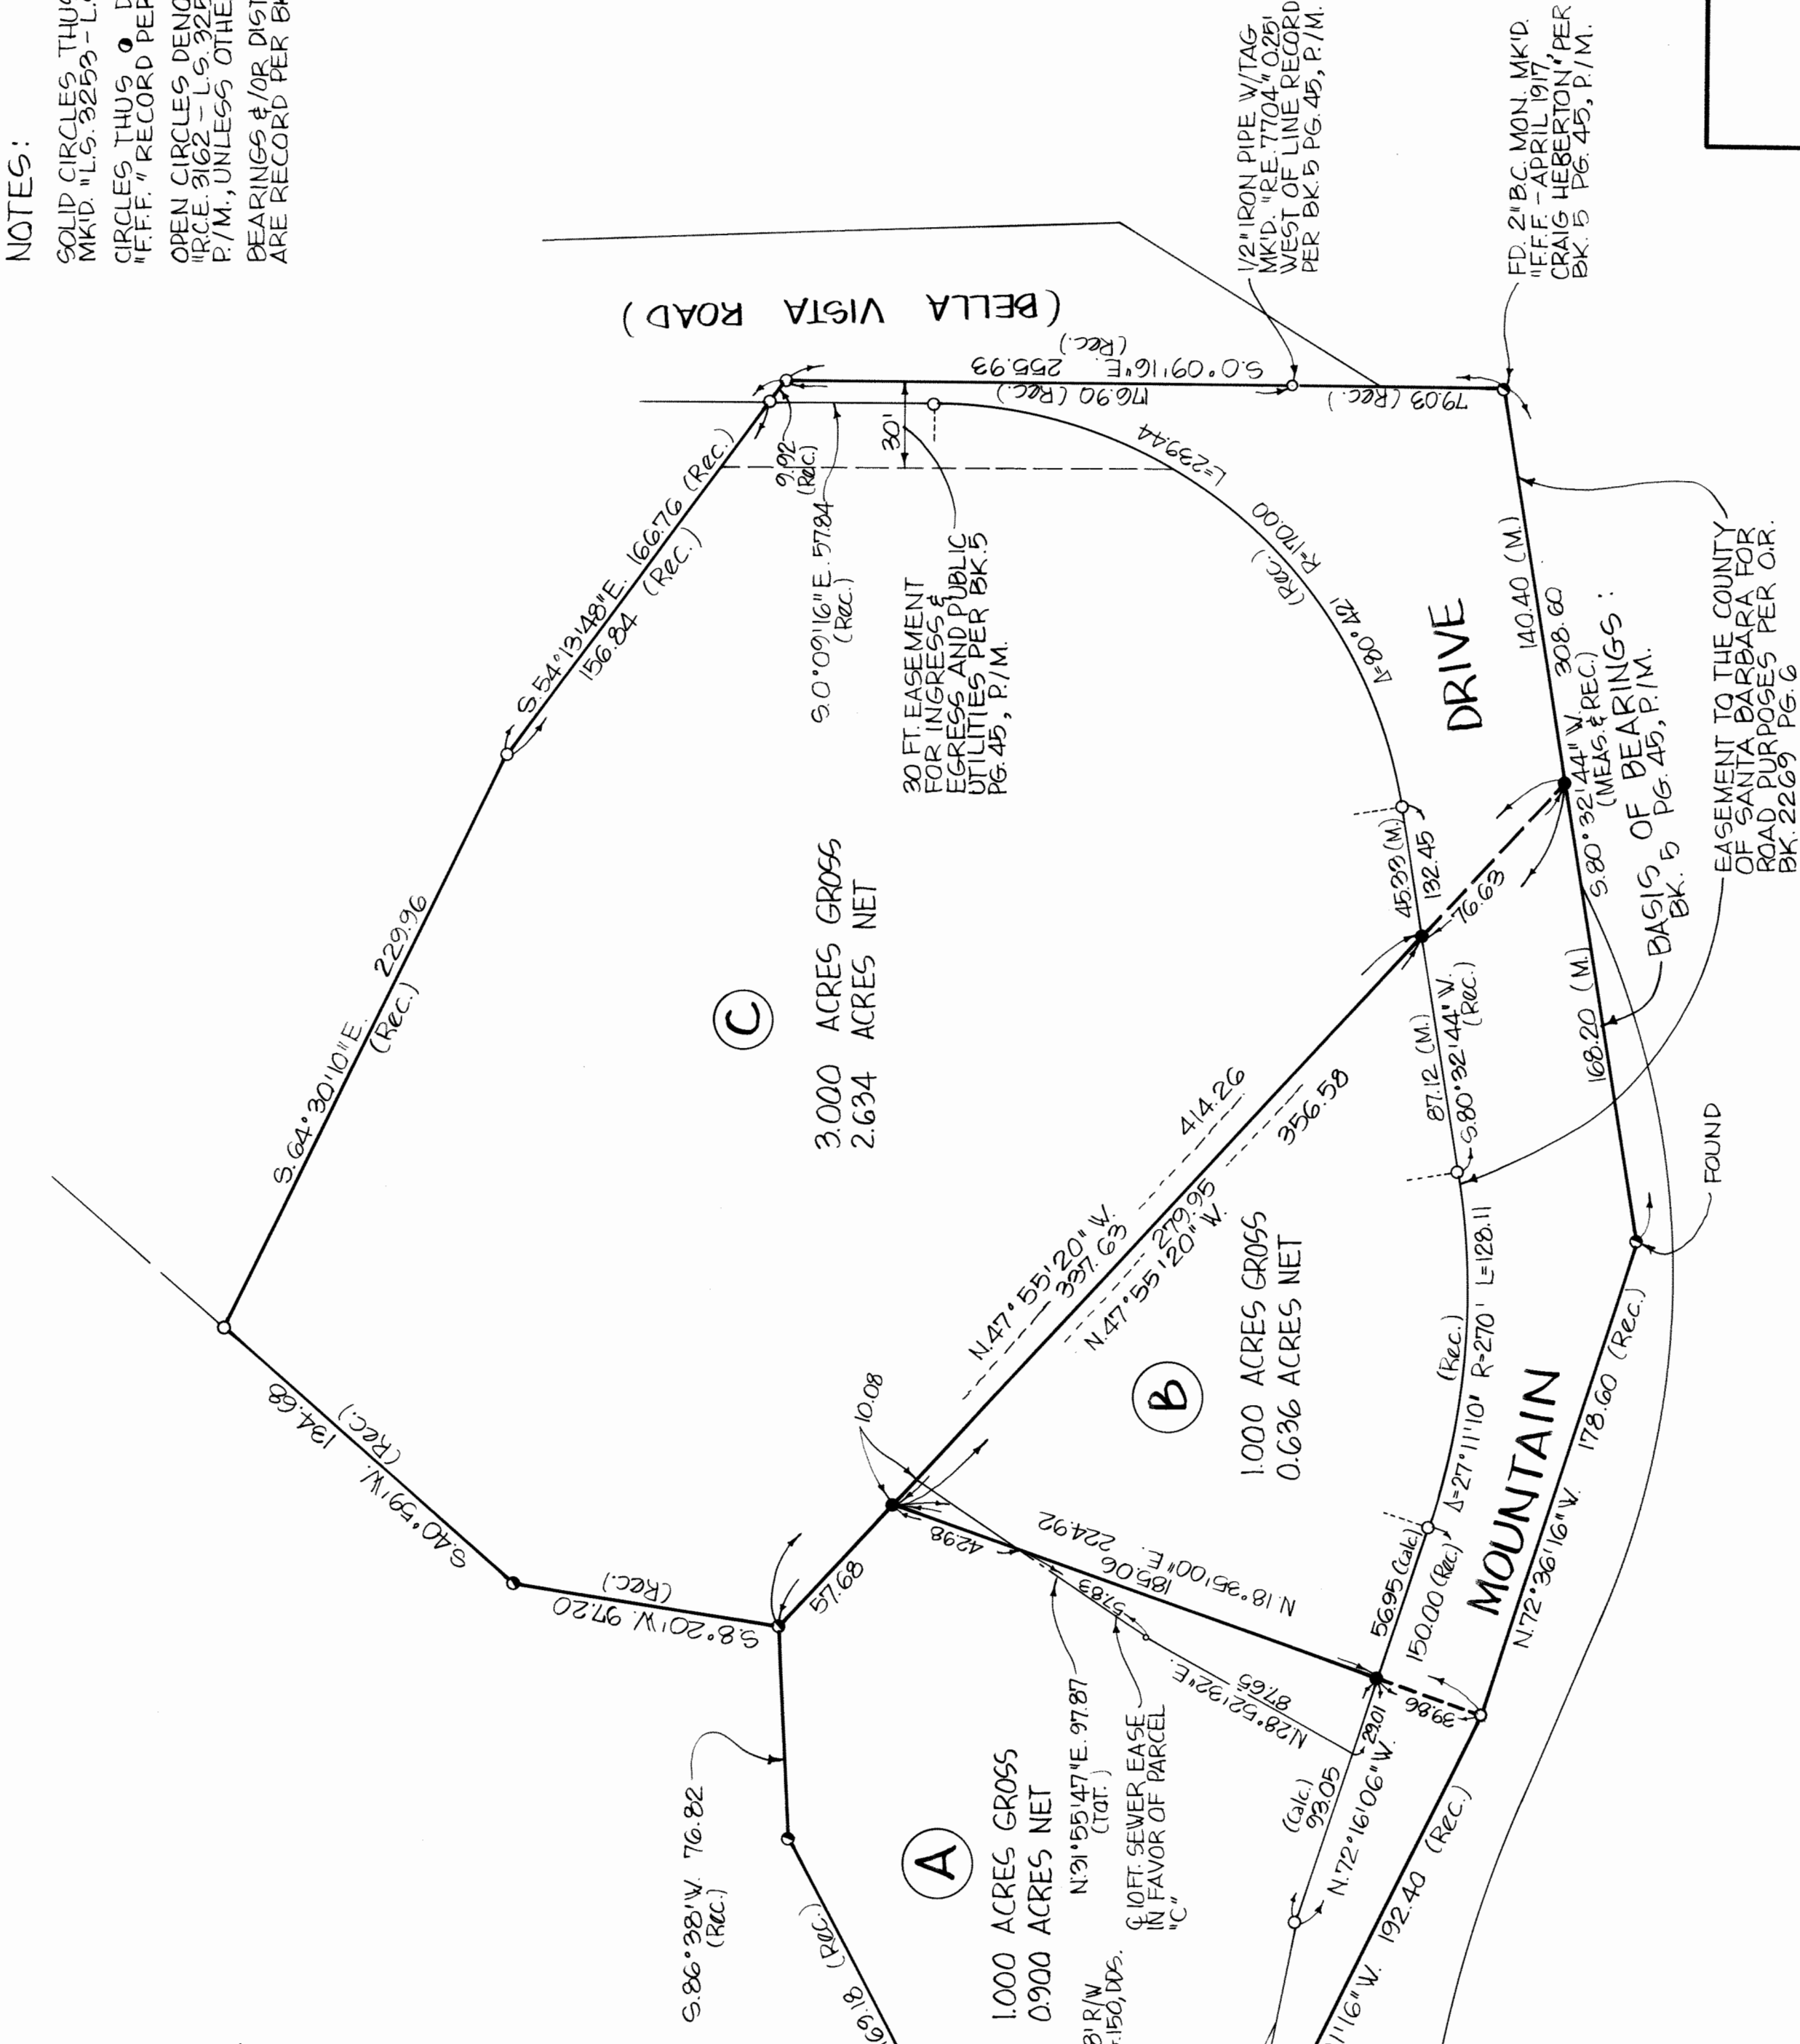 NOTES:
SOLID CIRCLES THUS
MK'D. "L.S. 3253 - L.S.
CIRCLES THUS
"F.F.F." RECORD PER
OPEN CIRCLES DENO
"R.C.E. 3162 - L.S. 325
P./M., UNLESS OTHE
BEARINGS &/OR DIST
ARE RECORD PER BK
(BELLA VISTA ROAD)
1/2" IRON PIPE W/TAG
MK'D. "R.E. 7704" 0.25'
WEST OF LINE RECORD
PER BK. 5 PG. 45, P./M.
FD. 2" B.C. MON. MK'D.
"F.F.F. - APRIL 1917,
CRAIG HEBERTON", PER
BK. 5 PG. 45, P./M.
S.0°09'16"E. 255.93
(Rec.)
176.90 (Rec.)
79.03 (Rec.)
S.54°13'48"E. 166.76 (Rec.)
156.84 (Rec.)
9.92
(Rec.)
30'
S.0°09'16"E. 57.84
(Rec.)
30 FT. EASEMENT
FOR INGRESS &
EGRESS AND PUBLIC
UTILITIES PER BK. 5
PG. 45, P./M.
L=239.44
R=170.00
(Rec.)
Δ=80°42'
DRIVE
140.40 (M.)
308.60
S.80°32'44"W.
(MEAS. & REC.)
BASIS OF BEARINGS:
BK. 5 PG. 45, P./M.
EASEMENT TO THE COUNTY
OF SANTA BARBARA FOR
ROAD PURPOSES PER O.R.
BK. 2269 PG. 6
S.64°30'10"E. 229.96
(Rec.)
C
3.000 ACRES GROSS
2.634 ACRES NET
45.33 (M.)
132.45
76.63
87.12 (M.)
S.80°32'44"W.
(Rec.)
168.20 (M.)
FOUND
N.47°55'20"W. 414.26
337.63
356.58
279.95
N.47°55'20"W.
B
1.000 ACRES GROSS
0.636 ACRES NET
(Rec.)
Δ=27°11'10" R=270' L=128.11
MOUNTAIN
N.72°36'16"W. 178.60 (Rec.)
S.40°59'W. 134.68
(Rec.)
S.8°20'W. 97.20
(Rec.)
57.68
10.08
42.98
224.92
185.06
N.18°35'00"E.
57.83
56.95 (Calc.)
150.00 (Rec.)
39.86
29.01
N.28°52'32"E.
87.65
S.86°38'W. 76.82
(Rec.)
A
1.000 ACRES GROSS
0.900 ACRES NET
N.31°55'47"E. 97.87
(TOT.)
℄ 10FT. SEWER EASE
IN FAVOR OF PARCEL
"C"
(Calc.)
93.05
N.72°16'06"W.
1'16"W. 192.40 (Rec.)
69.18 (Rec.)
3' R/W
.150, DDS.